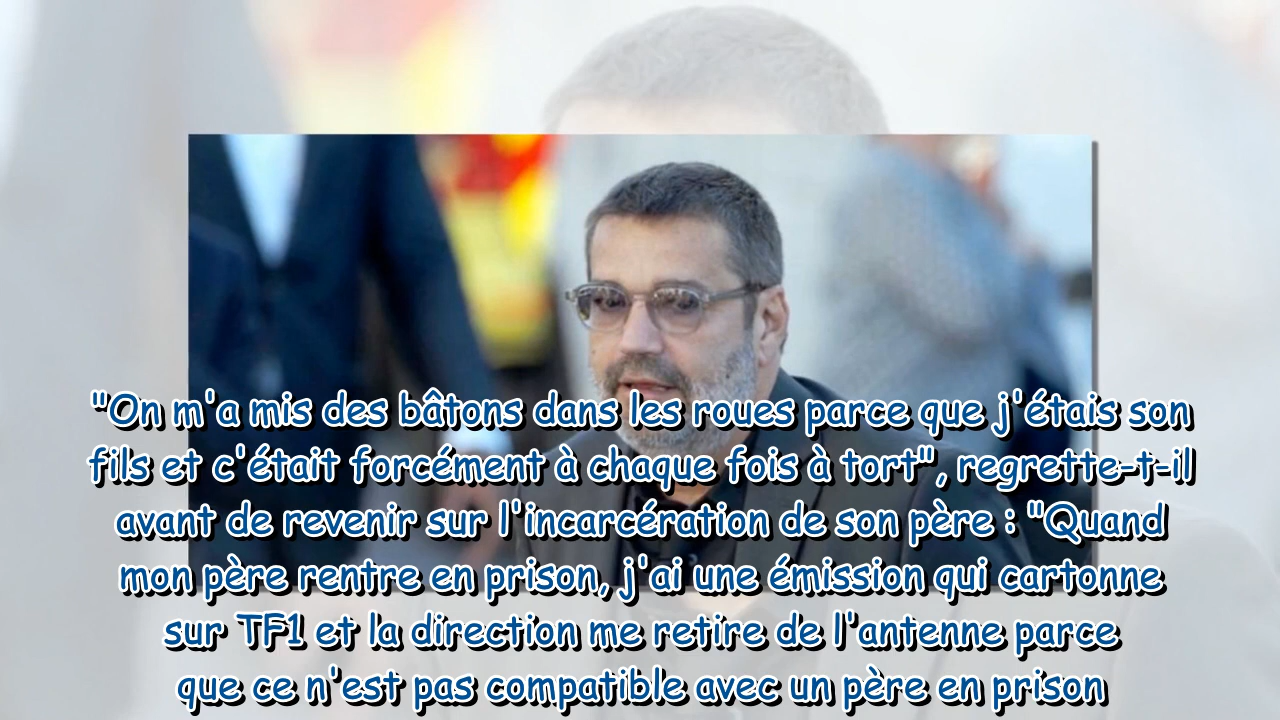 "On m'a mis des bâtons dans les roues parce que j'étais son
fils et c'était forcément à chaque fois à tort", regrette-t-il
avant de revenir sur l'incarcération de son père : "Quand
mon père rentre en prison, j'ai une émission qui cartonne
sur TF1 et la direction me retire de l'antenne parce
que ce n'est pas compatible avec un père en prison